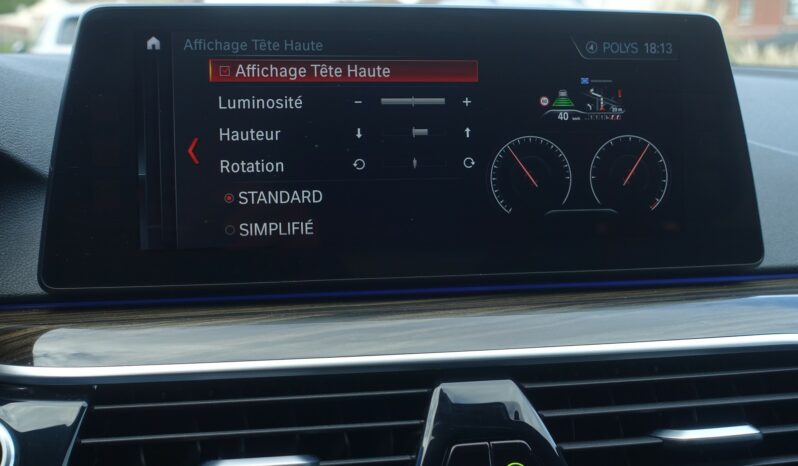 Affichage Tête Haute
POLYS 18:13
Affichage Tête Haute
Luminosité - +
Hauteur
Rotation
STANDARD
SIMPLIFIÉ
40